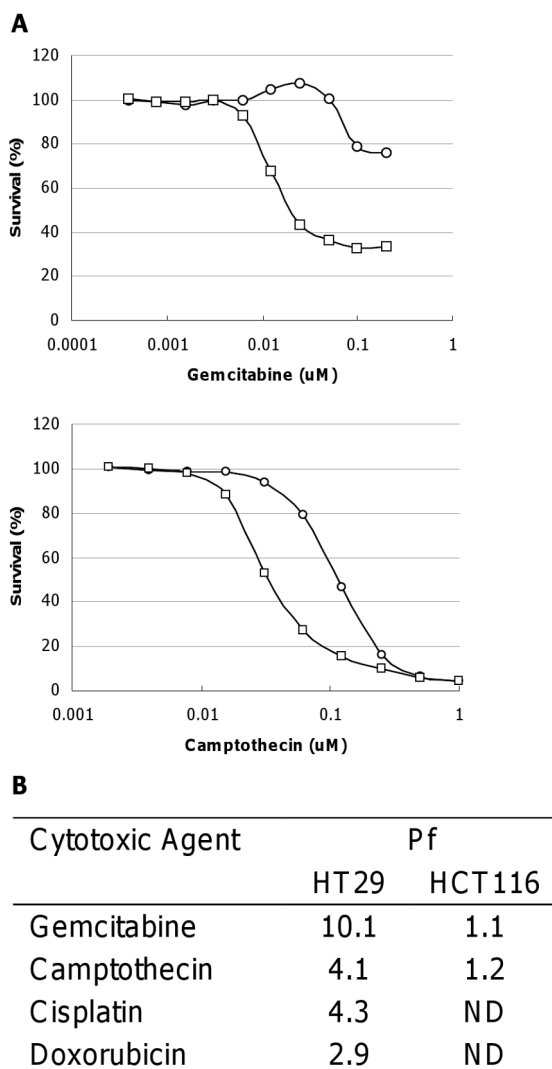 A
120
100
80
60
40
20
0
Survival (%)
0.0001 0.001 0.01 0.1 1
Gemcitabine (uM)
120
100
80
60
40
20
0
Survival (%)
0.001 0.01 0.1 1
Camptothecin (uM)
B
Cytotoxic Agent Pf
HT29 HCT116
Gemcitabine 10.1 1.1
Camptothecin 4.1 1.2
Cisplatin 4.3 ND
Doxorubicin 2.9 ND